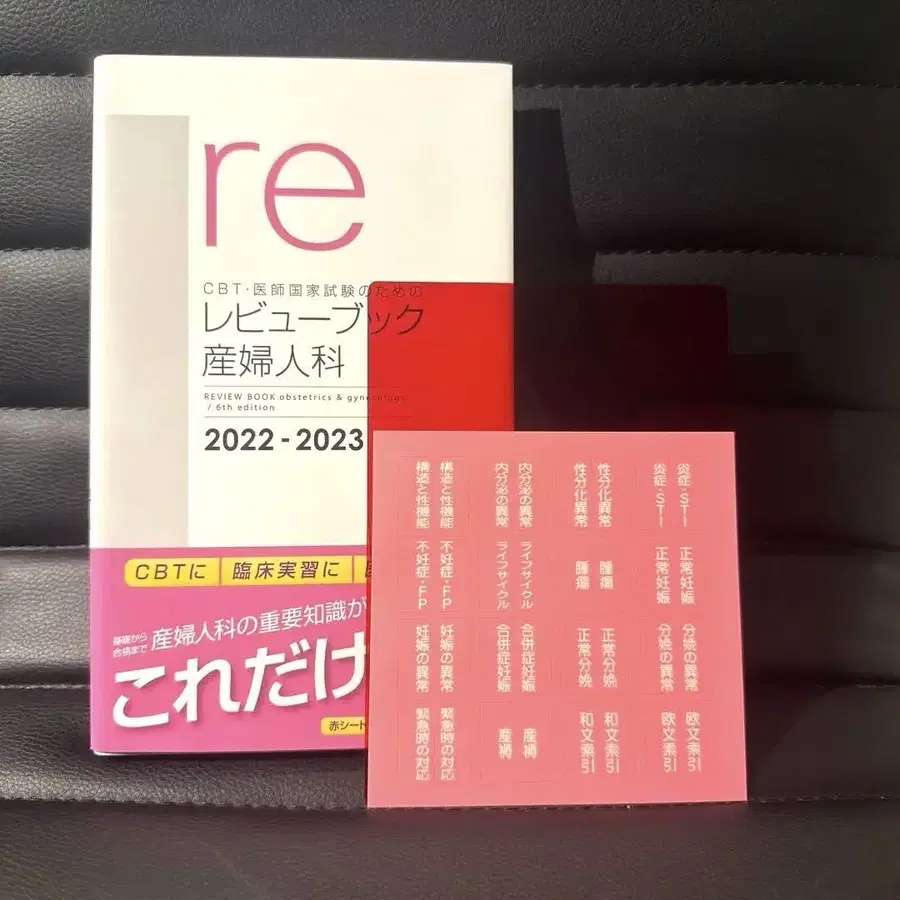 re
CBT・医師国家試験のための
レビューブック
産婦人科
REVIEW BOOK obstetrics & gynecology
/ 6th edition
2022-2023
CBTに 臨床実習に
基礎から
合格まで
産婦人科の重要知識が
これだけ
赤シート
構造と性機能 構造と性機能
内分泌の異常 内分泌の異常
性分化異常 性分化異常
炎症・STI 炎症・STI
不妊症・FP 不妊症・FP
ライフサイクル ライフサイクル
腫瘍 腫瘍
正常妊娠 正常妊娠
妊娠の異常 妊娠の異常
合併症妊娠 合併症妊娠
正常分娩 正常分娩
分娩の異常 分娩の異常
緊急時の対応 緊急時の対応
産褥 産褥
和文索引 和文索引
欧文索引 欧文索引